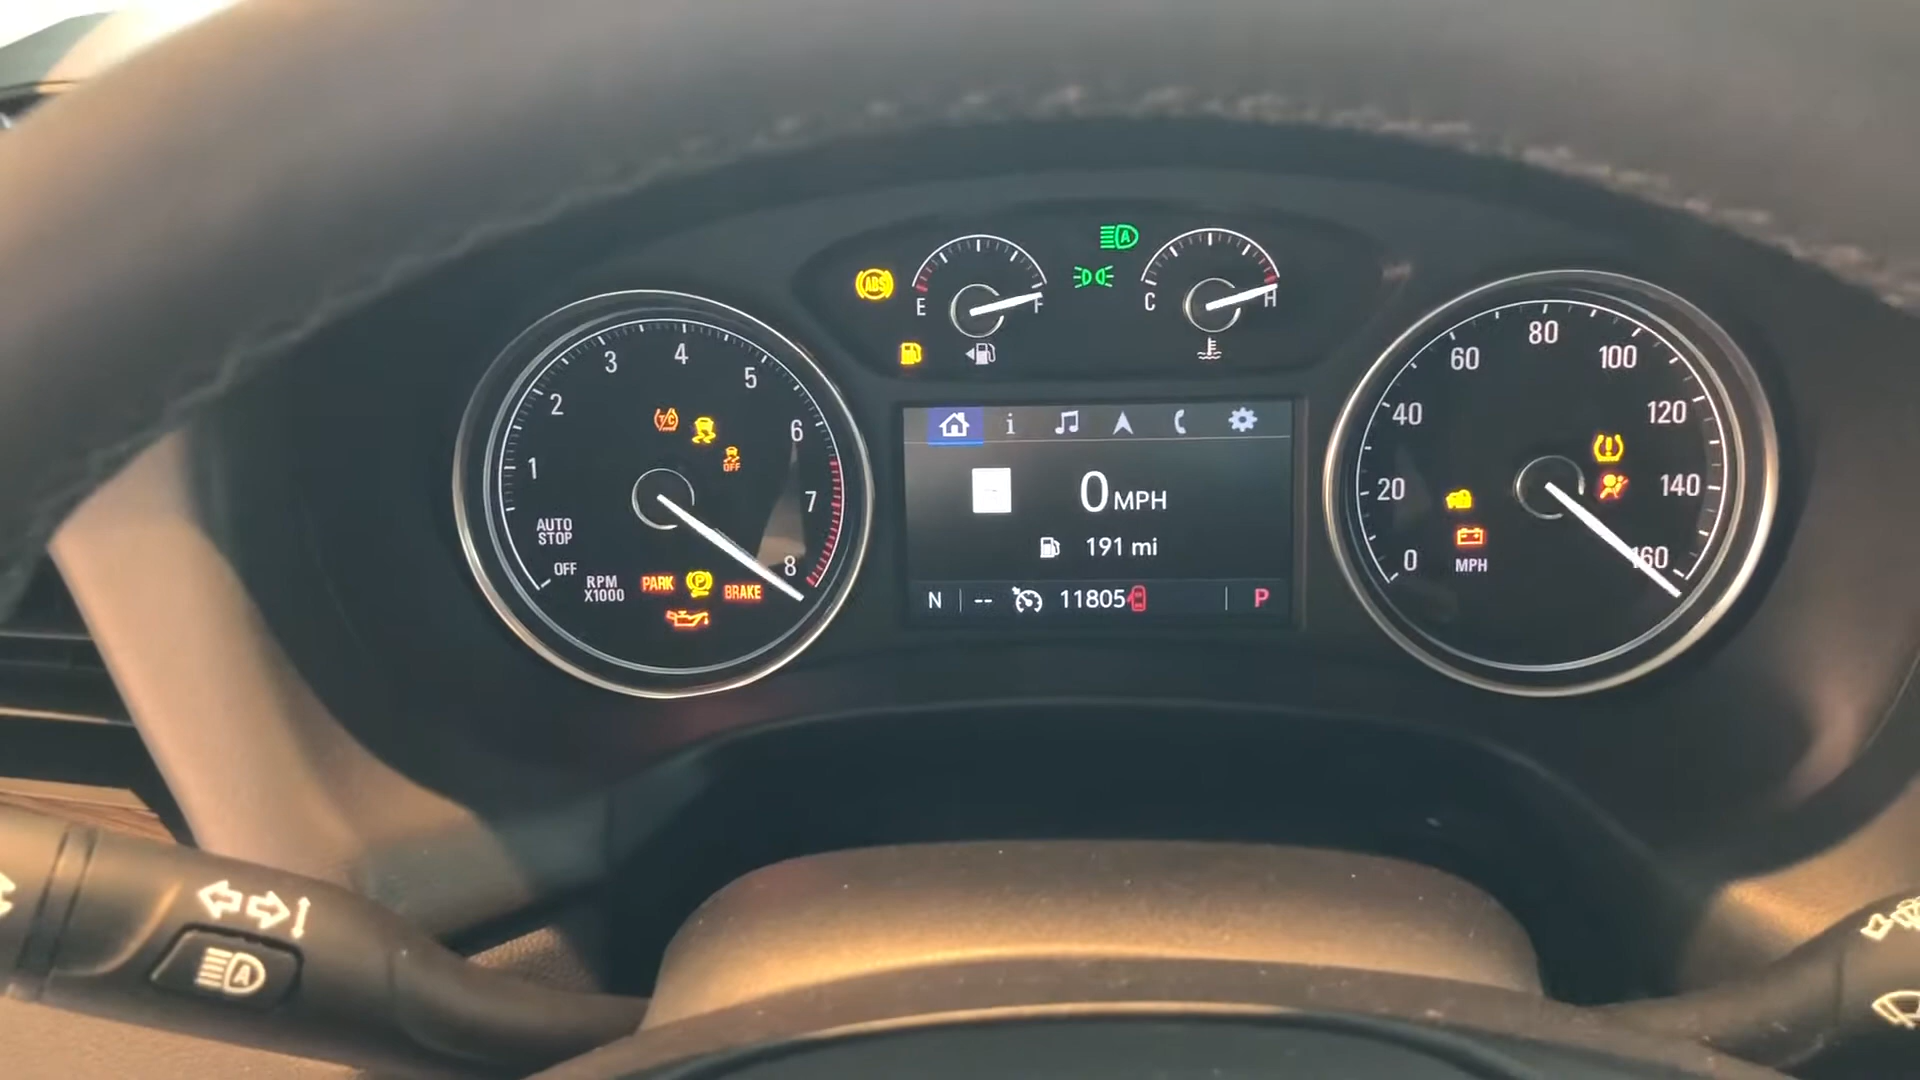 ABS
E
F
C
H
1
2
3
4
5
6
7
8
AUTO
STOP
OFF
RPM
X1000
T/C
OFF
PARK
P
BRAKE
0 MPH
191 mi
N -- 11805 P
0
20
40
60
80
100
120
140
160
MPH
A
A